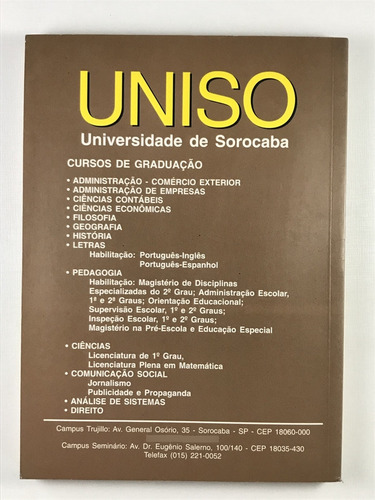 UNISO
Universidade de Sorocaba
CURSOS DE GRADUAÇÃO
• ADMINISTRAÇÃO - COMÉRCIO EXTERIOR
• ADMINISTRAÇÃO DE EMPRESAS
• CIÊNCIAS CONTÁBEIS
• CIÊNCIAS ECONÔMICAS
• FILOSOFIA
• GEOGRAFIA
• HISTÓRIA
• LETRAS
Habilitação: Português-Inglês
Português-Espanhol
• PEDAGOGIA
Habilitação: Magistério de Disciplinas
Especializadas do 2º Grau; Administração Escolar,
1º e 2º Graus; Orientação Educacional;
Supervisão Escolar, 1º e 2º Graus;
Inspeção Escolar, 1º e 2º Graus;
Magistério na Pré-Escola e Educação Especial
• CIÊNCIAS
Licenciatura de 1º Grau,
Licenciatura Plena em Matemática
• COMUNICAÇÃO SOCIAL
Jornalismo
Publicidade e Propaganda
• ANÁLISE DE SISTEMAS
• DIREITO
Campus Trujillo: Av. General Osório, 35 - Sorocaba - SP - CEP 18060-000
Campus Seminário: Av. Dr. Eugênio Salerno, 100/140 - CEP 18035-430
Telefax (015) 221-0052